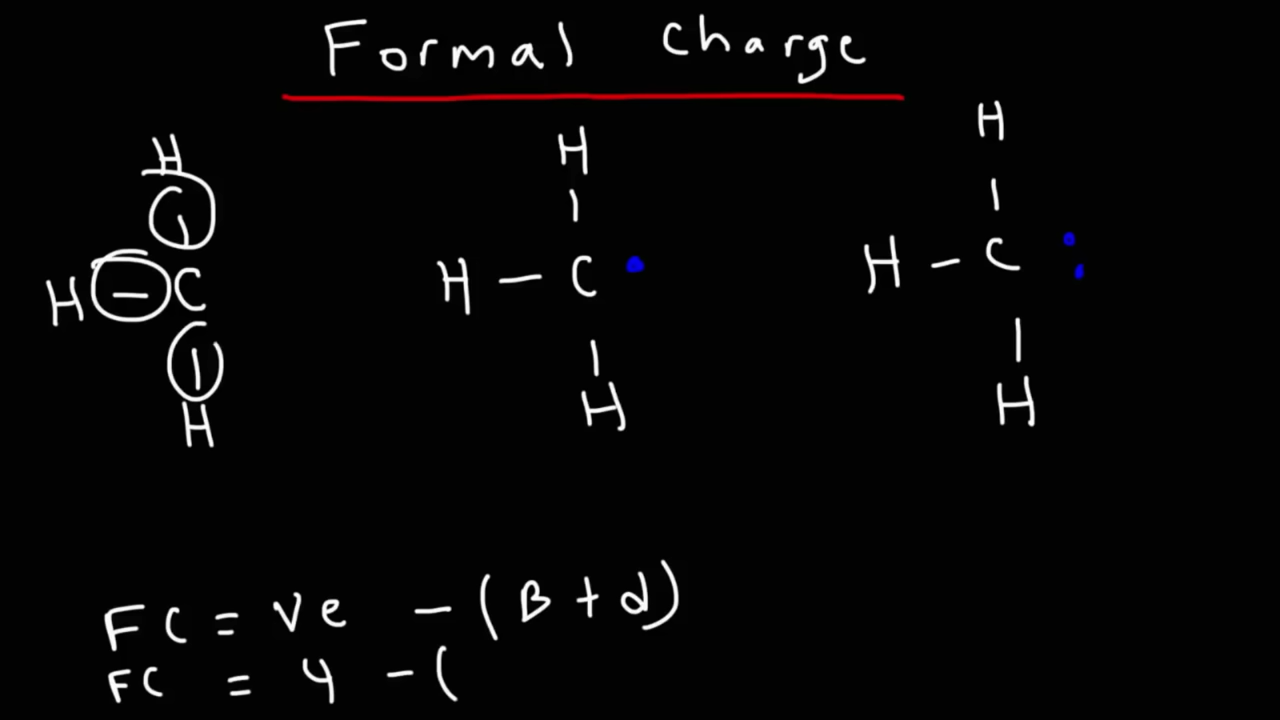 Formal charge
H H H
H - C H - C H - C
H H H
FC = ve - (B + d)
FC = 4 - (